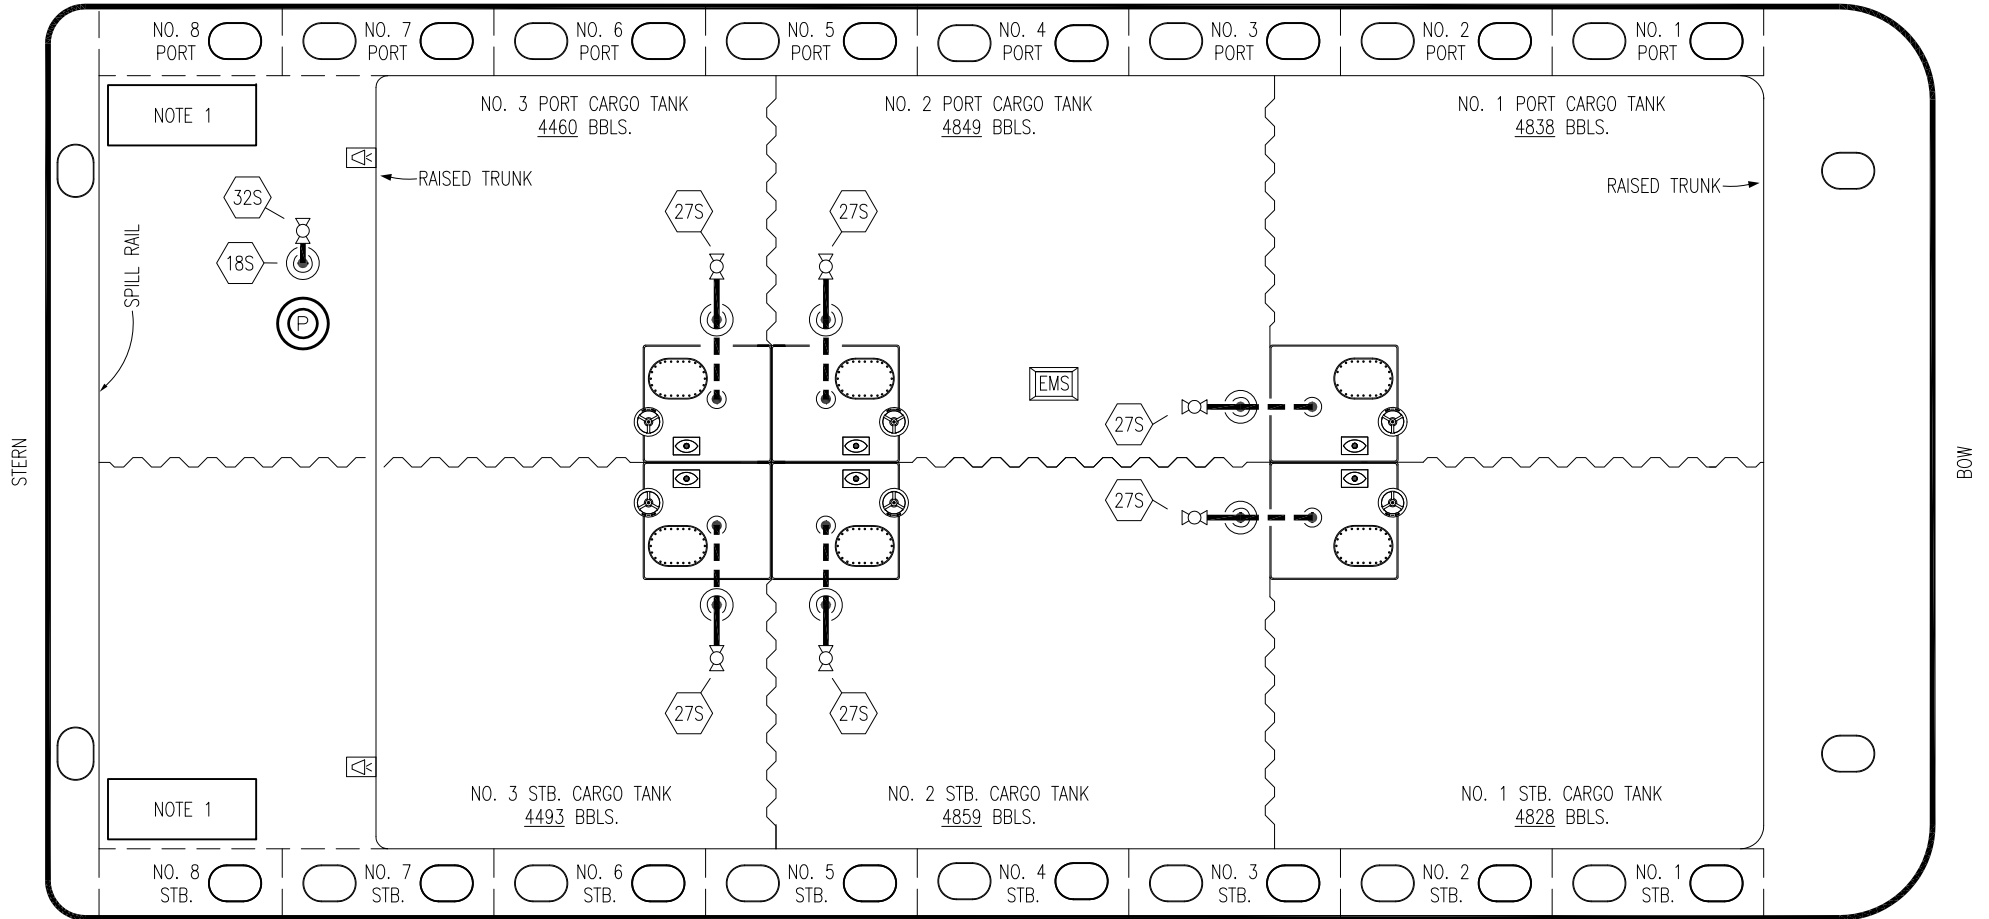 NO. 8
PORT
NO. 7
PORT
NO. 6
PORT
NO. 5
PORT
NO. 4
PORT
NO. 3
PORT
NO. 2
PORT
NO. 1
PORT
NOTE 1
NO. 3 PORT CARGO TANK
4460 BBLS.
NO. 2 PORT CARGO TANK
4849 BBLS.
NO. 1 PORT CARGO TANK
4838 BBLS.
RAISED TRUNK
RAISED TRUNK
32S
27S
27S
18S
SPILL RAIL
P
EMS
27S
STERN
BOW
27S
27S
27S
NOTE 1
NO. 3 STB. CARGO TANK
4493 BBLS.
NO. 2 STB. CARGO TANK
4859 BBLS.
NO. 1 STB. CARGO TANK
4828 BBLS.
NO. 8
STB.
NO. 7
STB.
NO. 6
STB.
NO. 5
STB.
NO. 4
STB.
NO. 3
STB.
NO. 2
STB.
NO. 1
STB.